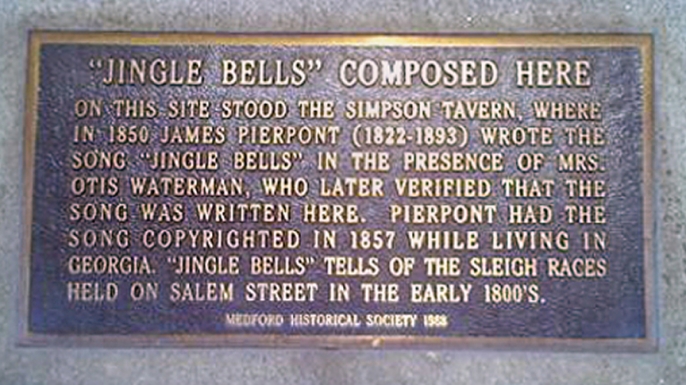 "JINGLE BELLS" COMPOSED HERE
ON THIS SITE STOOD THE SIMPSON TAVERN, WHERE
IN 1850 JAMES PIERPONT (1822-1893) WROTE THE
SONG "JINGLE BELLS" IN THE PRESENCE OF MRS.
OTIS WATERMAN, WHO LATER VERIFIED THAT THE
SONG WAS WRITTEN HERE. PIERPONT HAD THE
SONG COPYRIGHTED IN 1857 WHILE LIVING IN
GEORGIA. "JINGLE BELLS" TELLS OF THE SLEIGH RACES
HELD ON SALEM STREET IN THE EARLY 1800'S.
MEDFORD HISTORICAL SOCIETY